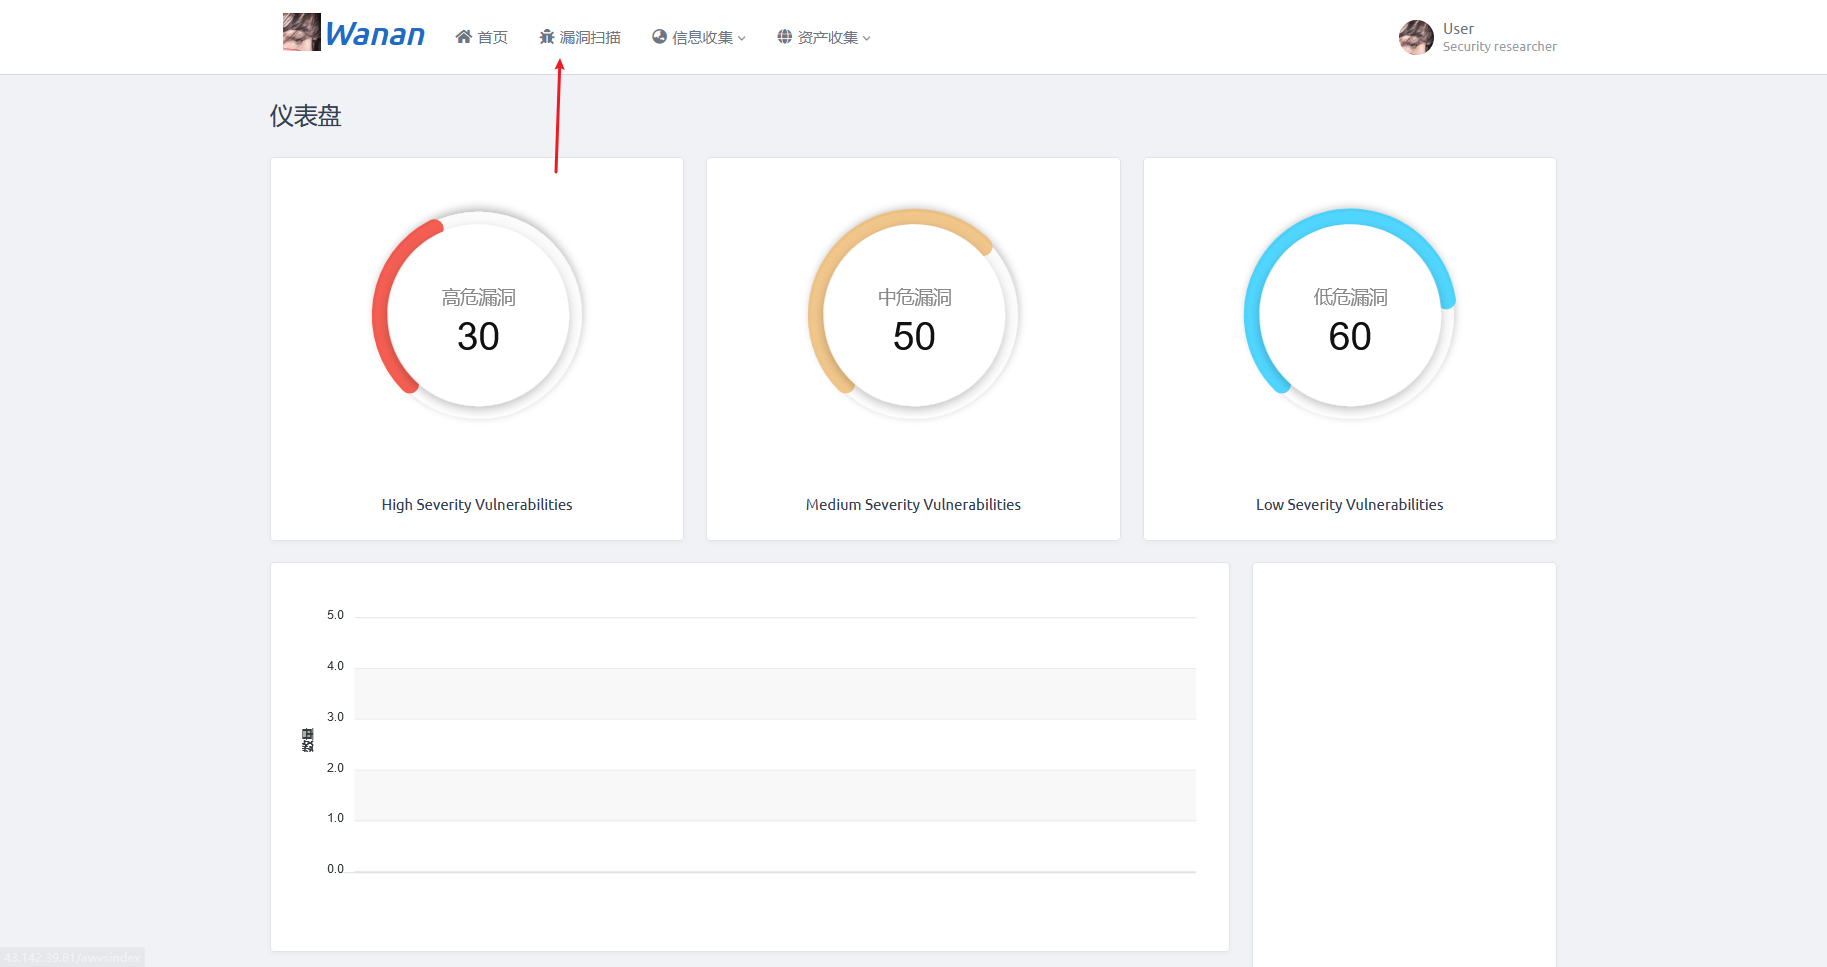 Wanan
首页
漏洞扫描
信息收集
资产收集
User
Security researcher
仪表盘
高危漏洞
30
High Severity Vulnerabilities
中危漏洞
50
Medium Severity Vulnerabilities
低危漏洞
60
Low Severity Vulnerabilities
5.0
4.0
3.0
2.0
1.0
0.0
数量
43.142.39.81/awvsindex